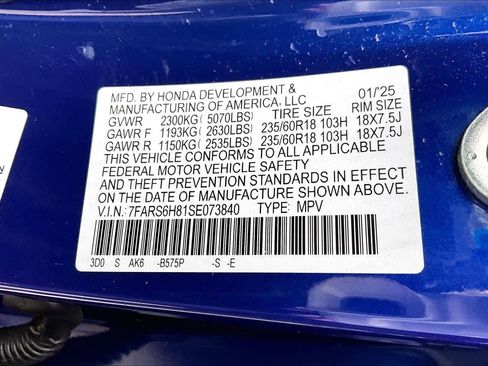 MFD. BY HONDA DEVELOPMENT &
MANUFACTURING OF AMERICA, LLC 01/'25
GVWR 2300KG( 5070LBS) TIRE SIZE RIM SIZE
GAWR F 1193KG ( 2630LBS) 235/60R18 103H 18X7.5J
GAWR R 1150KG ( 2535LBS) 235/60R18 103H 18X7.5J
THIS VEHICLE CONFORMS TO ALL APPLICABLE
FEDERAL MOTOR VEHICLE SAFETY
AND THEFT PREVENTION STANDARDS IN EFFECT
ON THE DATE OF MANUFACTURE SHOWN ABOVE.
V.I.N: 7FARS6H81SE073840 TYPE: MPV
3D0 S AK6 -B575P -S -E